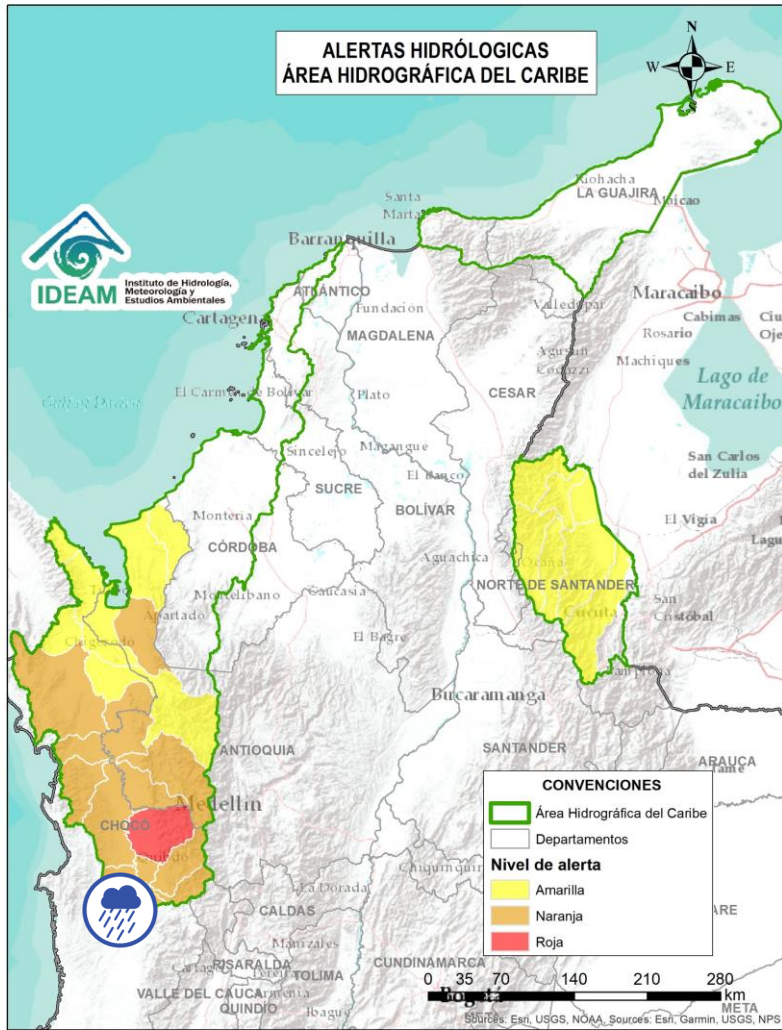 ALERTAS HIDRÓLOGICAS
ÁREA HIDROGRÁFICA DEL CARIBE
N
W E
S
Riohacha
LA GUAJIRA
Maicao
Santa
Marta
Barranquilla
IDEAM
Instituto de Hidrología,
Meteorología y
Estudios Ambientales
ATLÁNTICO
Cartagena
Fundación
Valledupar
Maracaibo
Cabimas
MAGDALENA
Rosario
Agustín
Codazzi
Machiques
CESAR
Lago de
Maracaibo
El Carmen de Bolívar
Plato
Sincelejo
Magangué
San Carlos
del Zulia
El Banco
SUCRE
BOLÍVAR
Montería
El Vigía
CÓRDOBA
Aguachica
Ocaña
Montelibano
Caucasia
NORTE DE SANTANDER
Apartado
Cúcuta
San
Cristóbal
Chigorodó
El Bagre
Pamplona
Bucaramanga
ANTIOQUIA
SANTANDER
ARAUCA
Medellín
CHOCÓ
Quibdó
CONVENCIONES
Área Hidrográfica del Caribe
Departamentos
Nivel de alerta
Amarilla
Naranja
Roja
La Dorada
CALDAS
Manizales
RISARALDA
Pereira
TOLIMA
CUNDINAMARCA
VALLE DEL CAUCA
Armenia
QUINDÍO
Ibagué
Bogotá
META
0 35 70 140 210 280
km
Sources: Esri, USGS, NOAA, Sources: Esri, Garmin, USGS, NPS